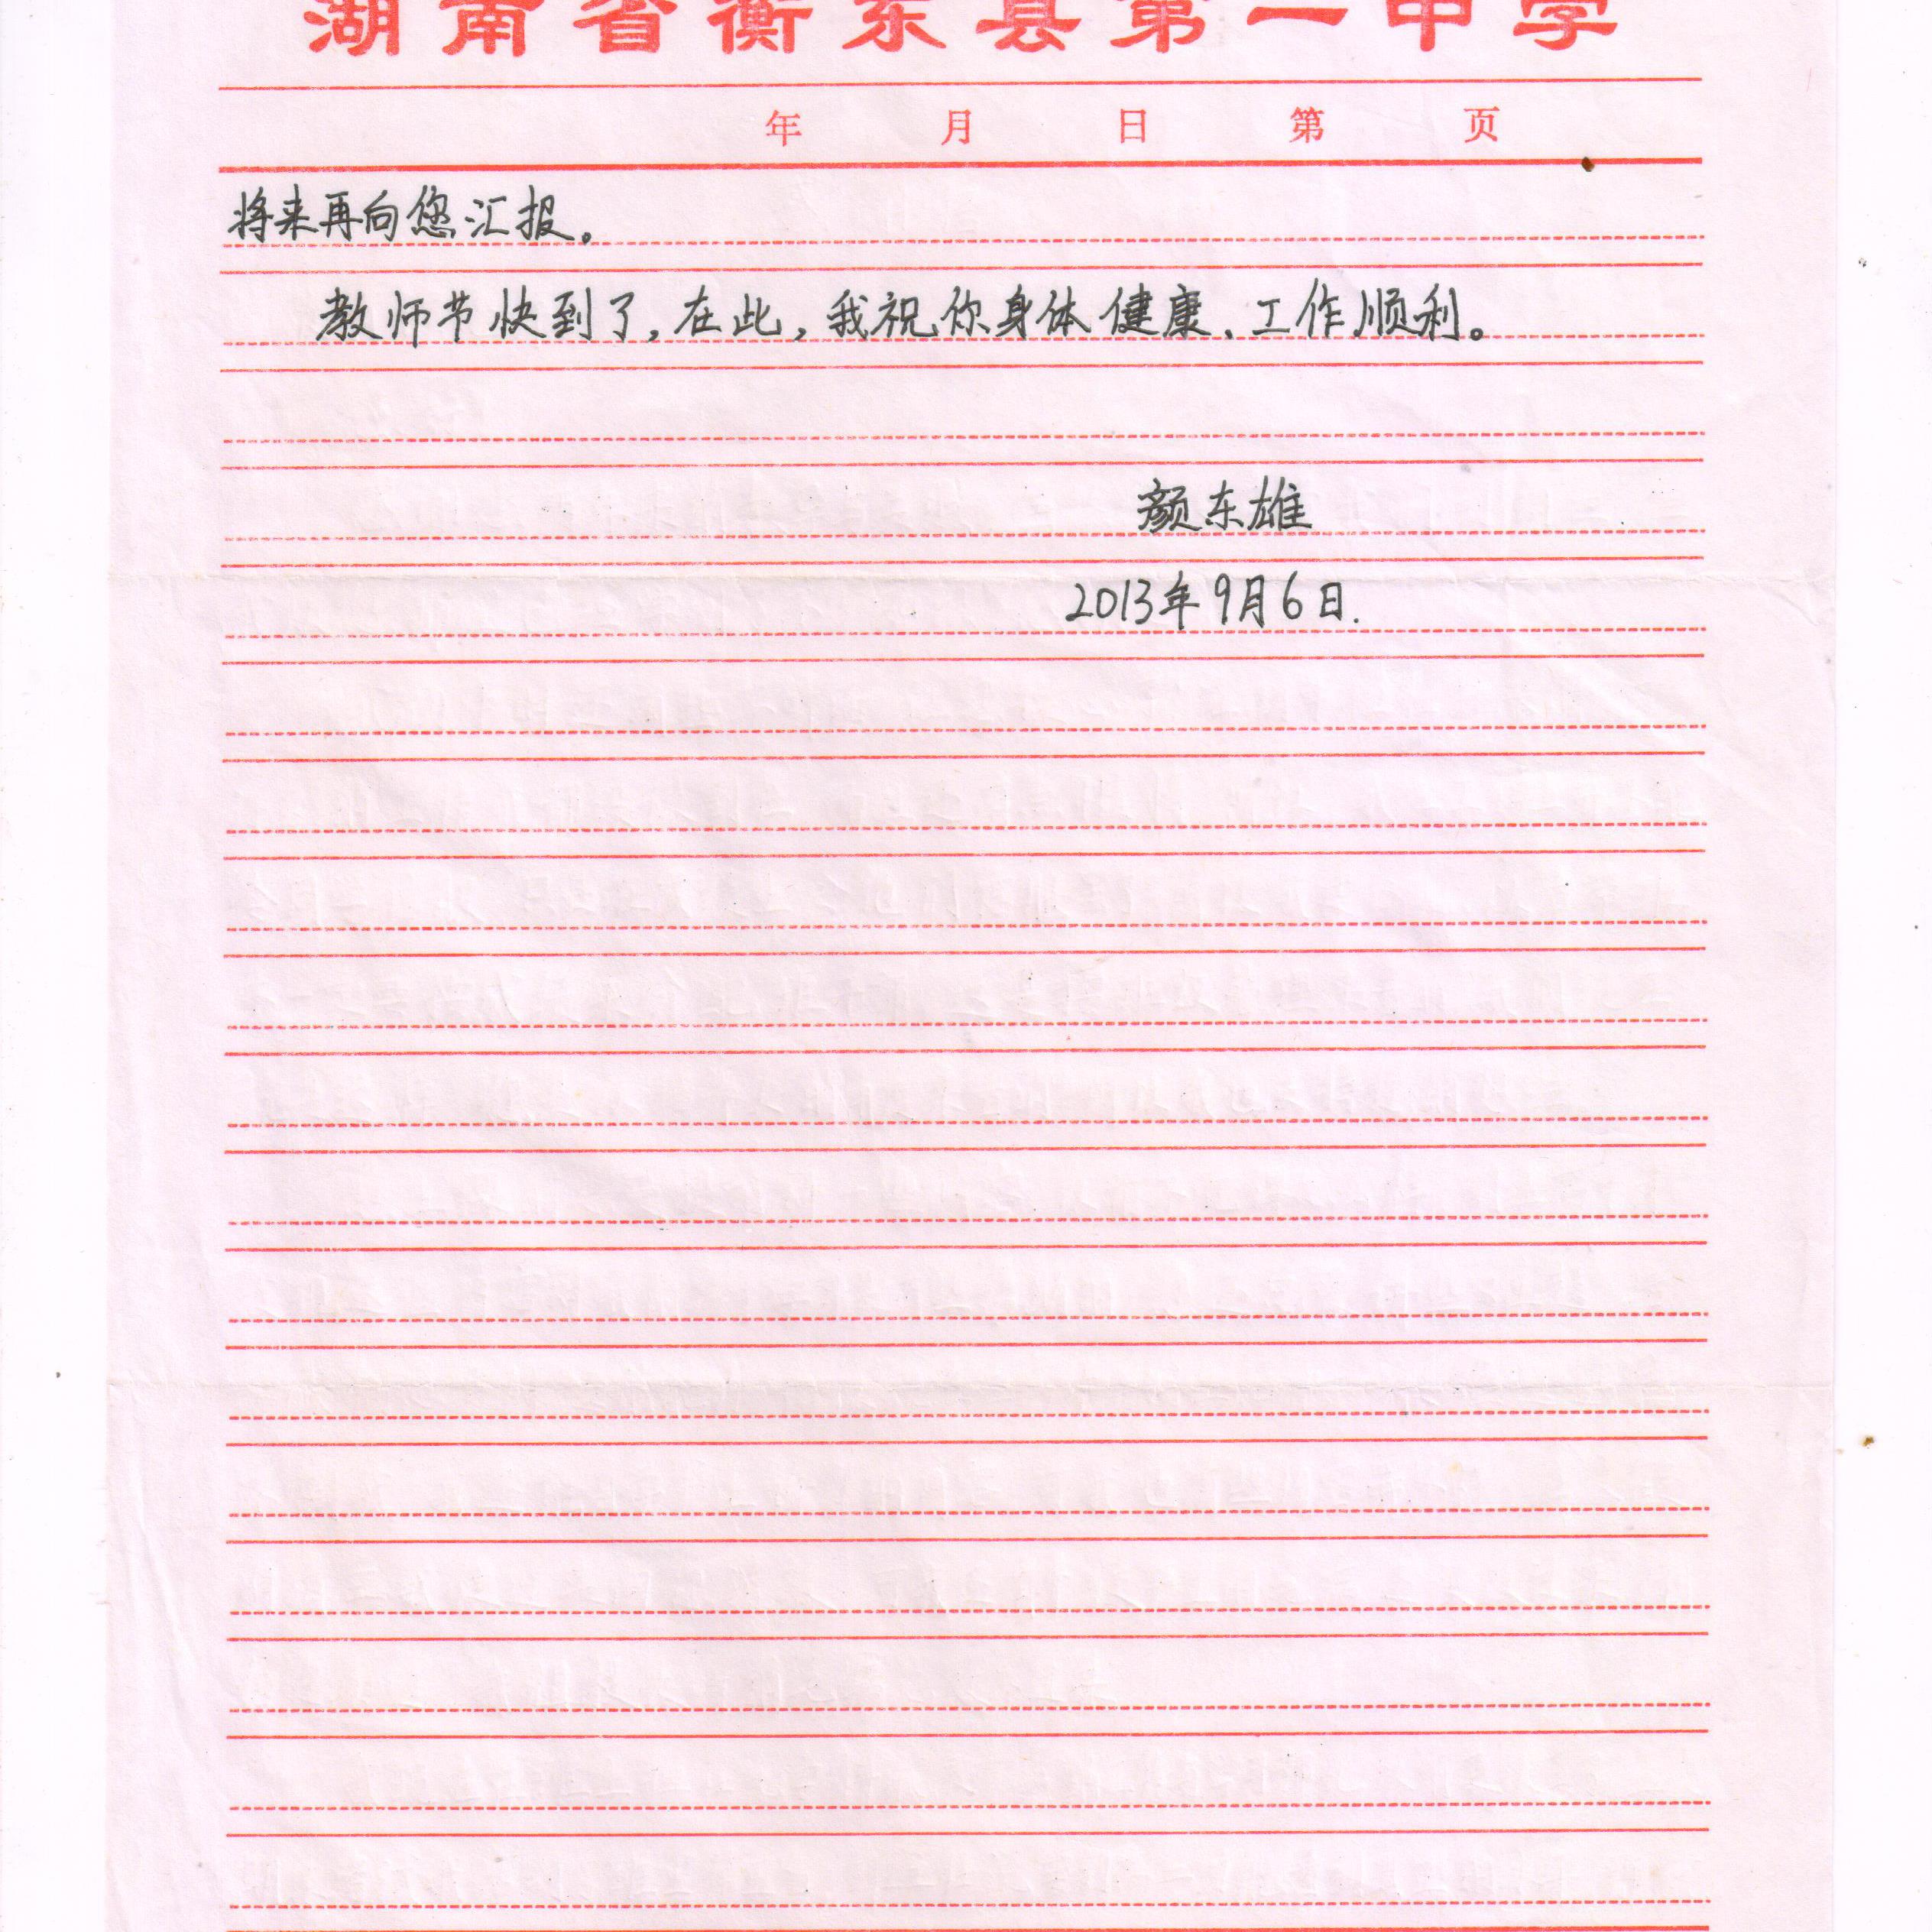 湖南省衡东县第一中学
年 月 日 第 页
将来再向您汇报。
教师节快到了,在此,我祝你身体健康、工作顺利。
颜东雄
2013年9月6日.